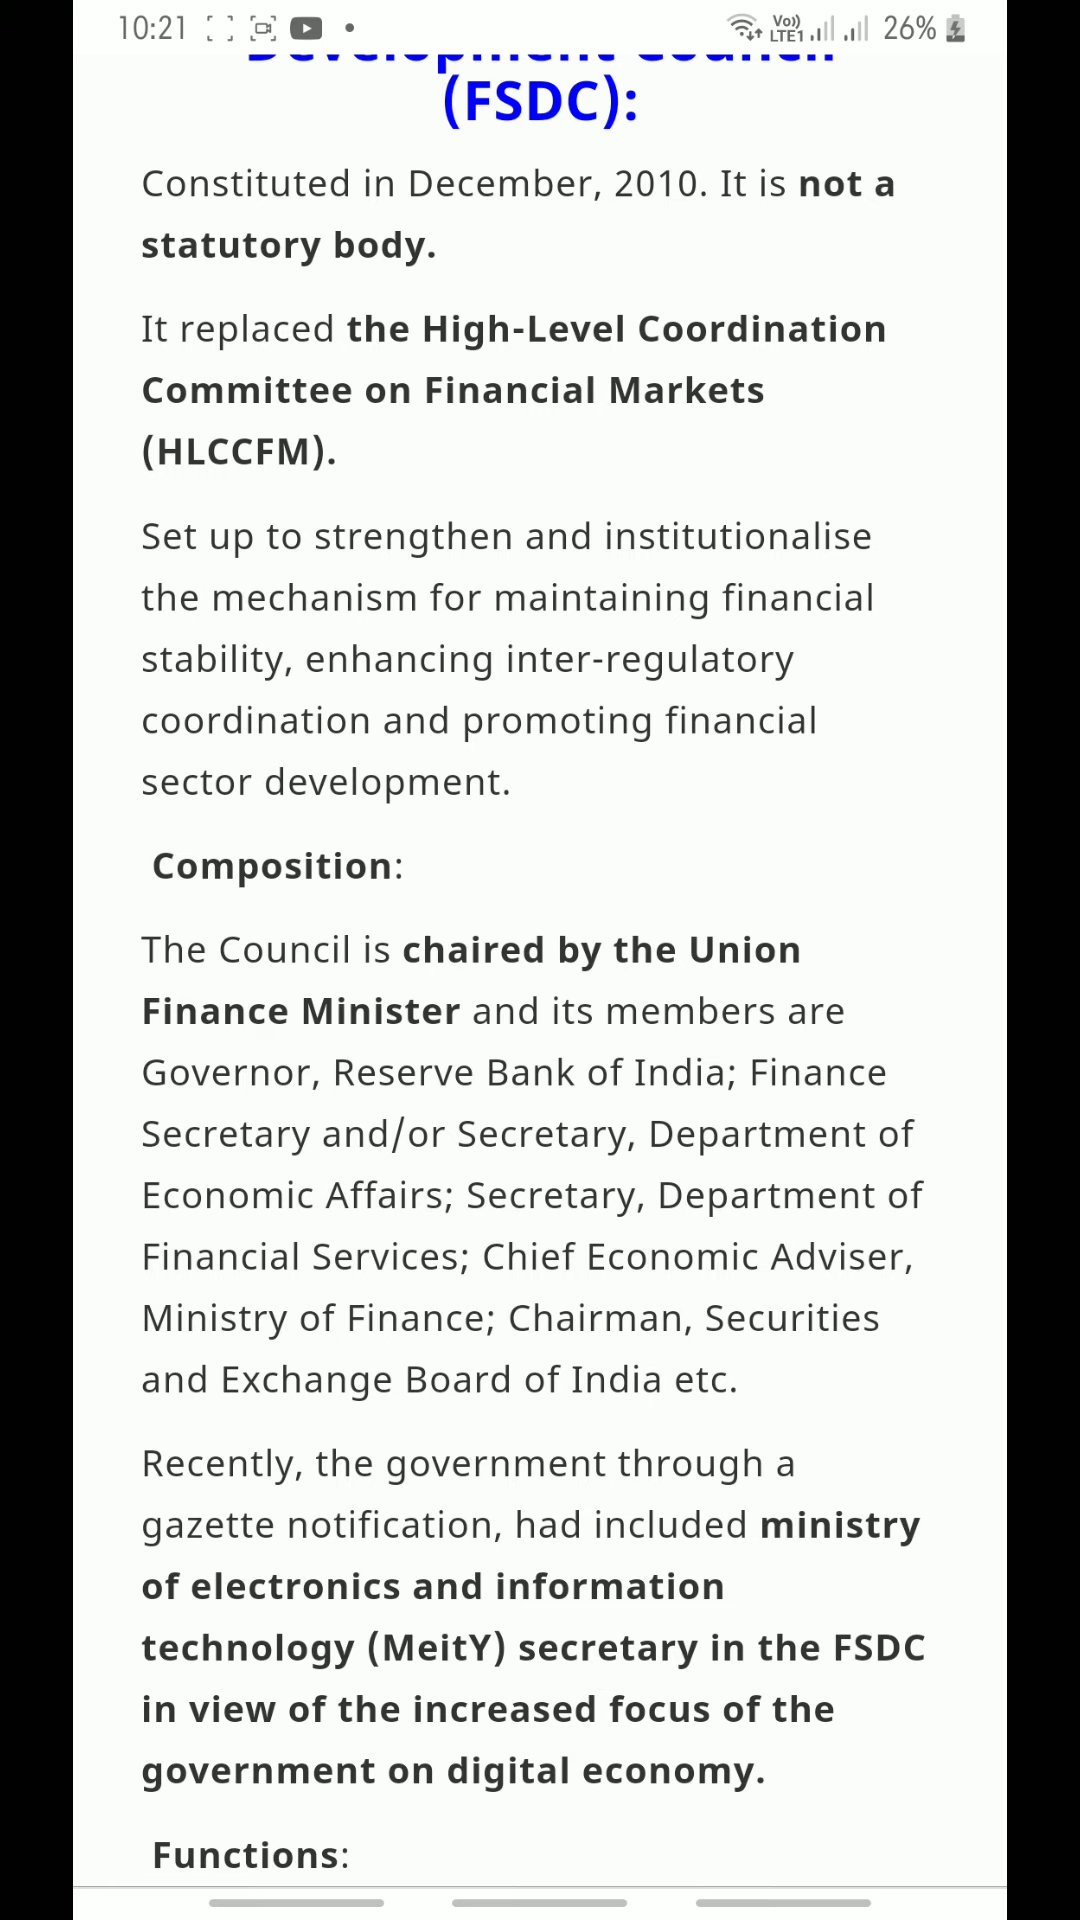 10:21
Vo)) LTE1 26%
Development Council
(FSDC):
Constituted in December, 2010. It is not a
statutory body.
It replaced the High-Level Coordination
Committee on Financial Markets
(HLCCFM).
Set up to strengthen and institutionalise
the mechanism for maintaining financial
stability, enhancing inter-regulatory
coordination and promoting financial
sector development.
Composition:
The Council is chaired by the Union
Finance Minister and its members are
Governor, Reserve Bank of India; Finance
Secretary and/or Secretary, Department of
Economic Affairs; Secretary, Department of
Financial Services; Chief Economic Adviser,
Ministry of Finance; Chairman, Securities
and Exchange Board of India etc.
Recently, the government through a
gazette notification, had included ministry
of electronics and information
technology (MeitY) secretary in the FSDC
in view of the increased focus of the
government on digital economy.
Functions: